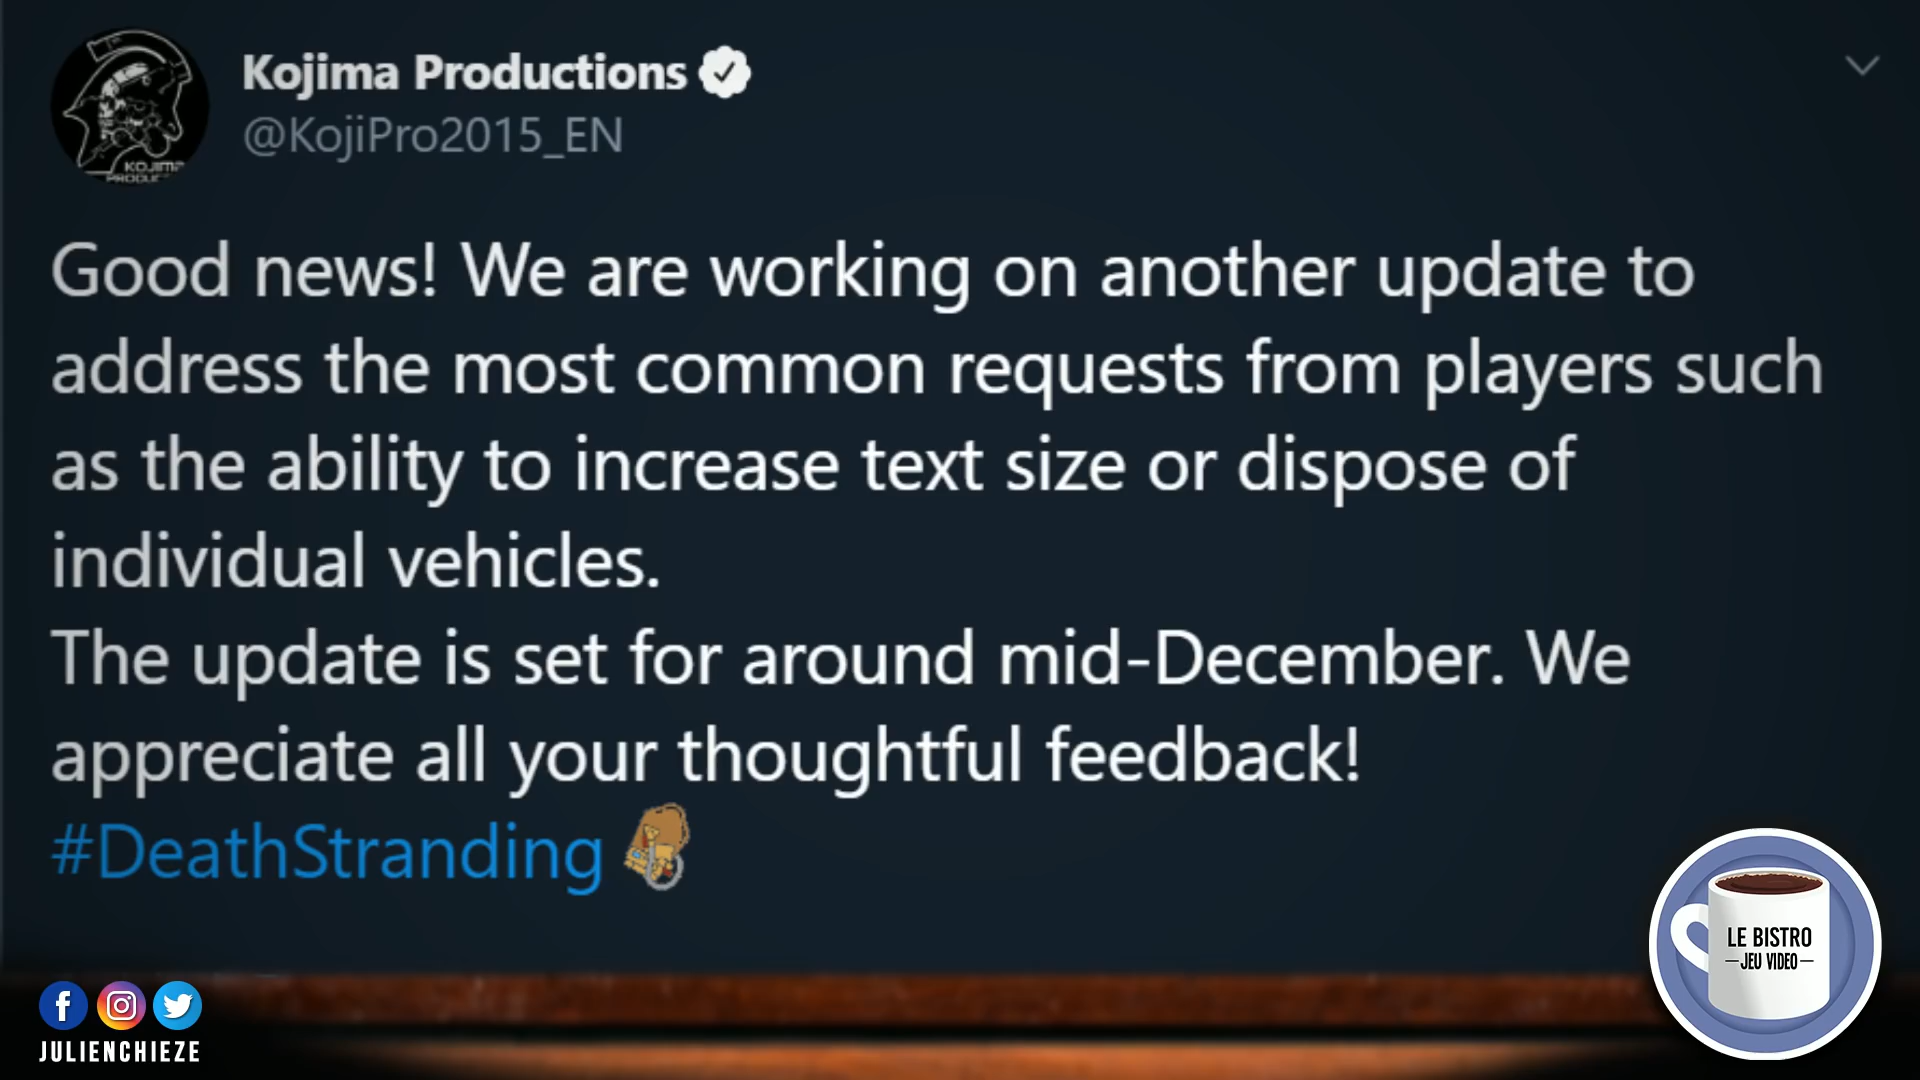 Kojima Productions
@KojiPro2015_EN
KOJIMA
PRODUC
Good news! We are working on another update to
address the most common requests from players such
as the ability to increase text size or dispose of
individual vehicles.
The update is set for around mid-December. We
appreciate all your thoughtful feedback!
#DeathStranding
LE BISTRO
JEU VIDEO
JULIENCHIEZE